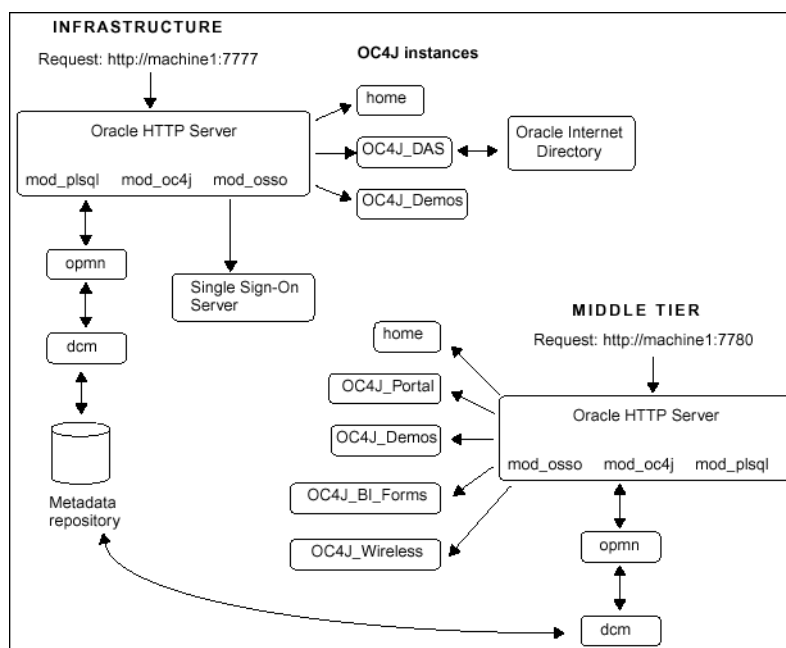 INFRASTRUCTURE
Request: http://machine1:7777
OC4J instances
home
Oracle HTTP Server
mod_plsql mod_oc4j mod_osso
OC4J_DAS
Oracle Internet
Directory
OC4J_Demos
opmn
Single Sign-On
Server
dcm
Metadata
repository
MIDDLE TIER
Request: http://machine1:7780
home
OC4J_Portal
Oracle HTTP Server
OC4J_Demos
mod_osso mod_oc4j mod_plsql
OC4J_BI_Forms
OC4J_Wireless
opmn
dcm